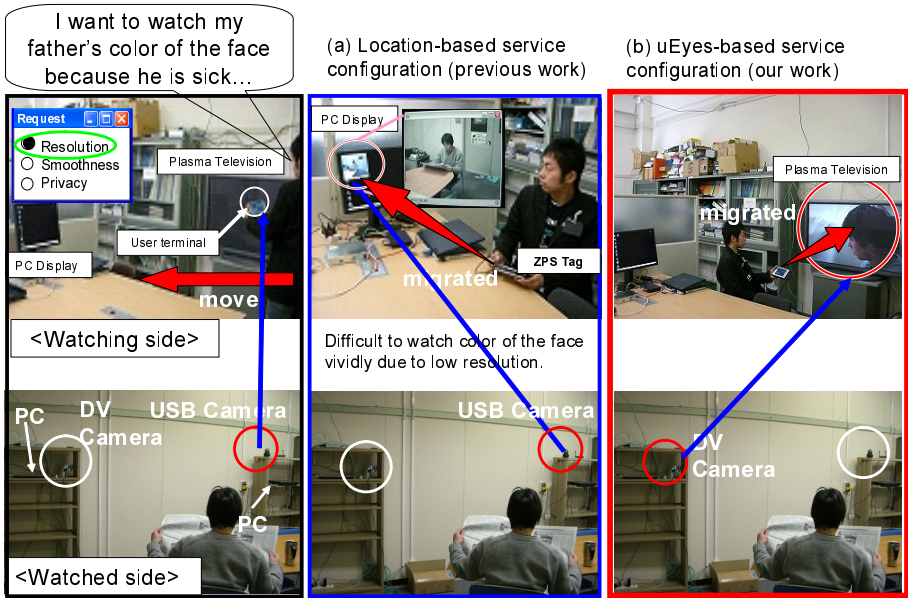 I want to watch my
father's color of the face
because he is sick...
Request
Resolution
Smoothness
Privacy
Plasma Television
User terminal
PC Display
move
<Watching side>
PC
DV
Camera
USB Camera
PC
<Watched side>
(a) Location-based service
configuration (previous work)
PC Display
ZPS Tag
migrated
Difficult to watch color of the face
vividly due to low resolution.
USB Camera
(b) uEyes-based service
configuration (our work)
Plasma Television
migrated
DV
Camera